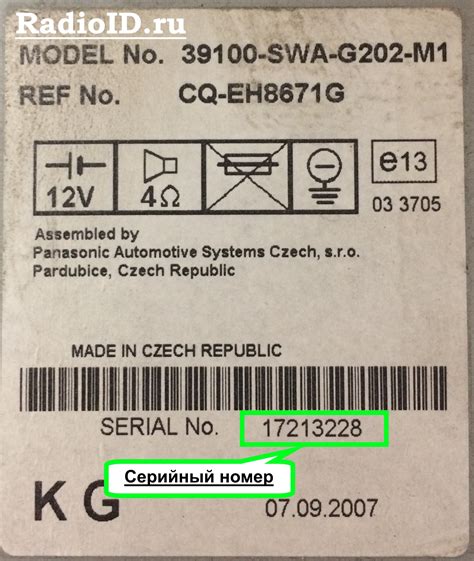 RadioID.ru
MODEL No. 39100-SWA-G202-M1
REF No. CQ-EH8671G
12V
4Ω
e13
03 3705
Assembled by
Panasonic Automotive Systems Czech, s.r.o.
Pardubice, Czech Republic
MADE IN CZECH REPUBLIC
SERIAL No. 17213228
Серийный номер
KG
07.09.2007